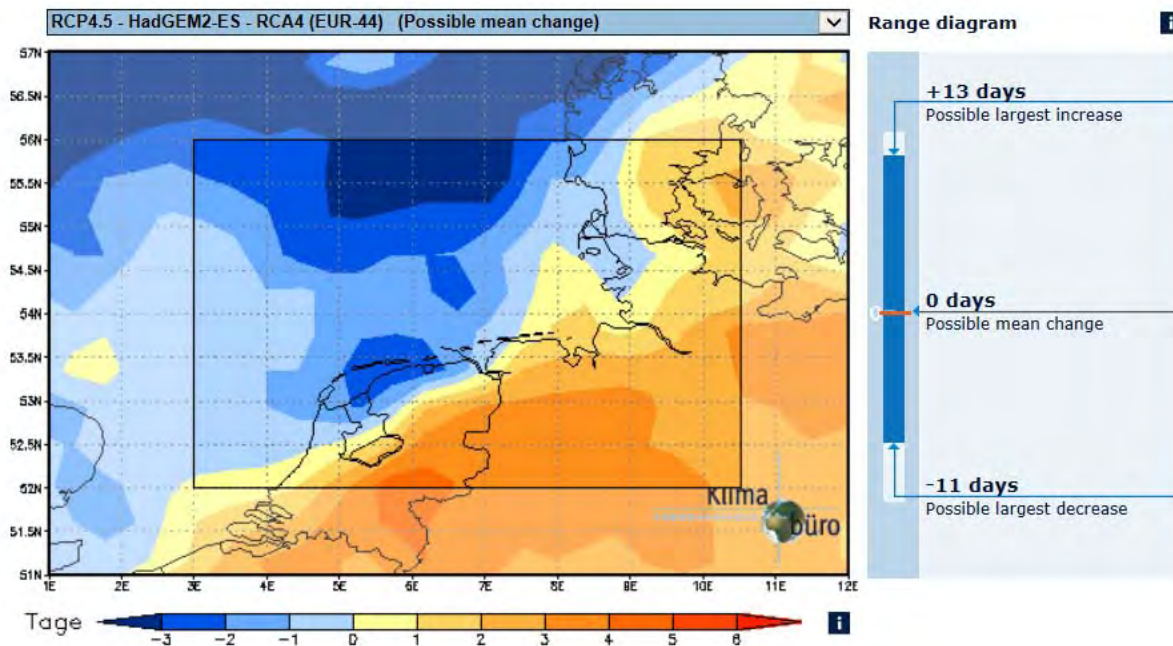 RCP4.5 - HadGEM2-ES - RCA4 (EUR-44) (Possible mean change)
Range diagram
i
57N
56.5N
56N
55.5N
55N
54.5N
54N
53.5N
53N
52.5N
52N
51.5N
51N
1E 2E 3E 4E 5E 6E 7E 8E 9E 10E 11E 12E
Klima
büro
+13 days
Possible largest increase
0
0 days
Possible mean change
-11 days
Possible largest decrease
Tage
-3 -2 -1 0 1 2 3 4 5 6
i